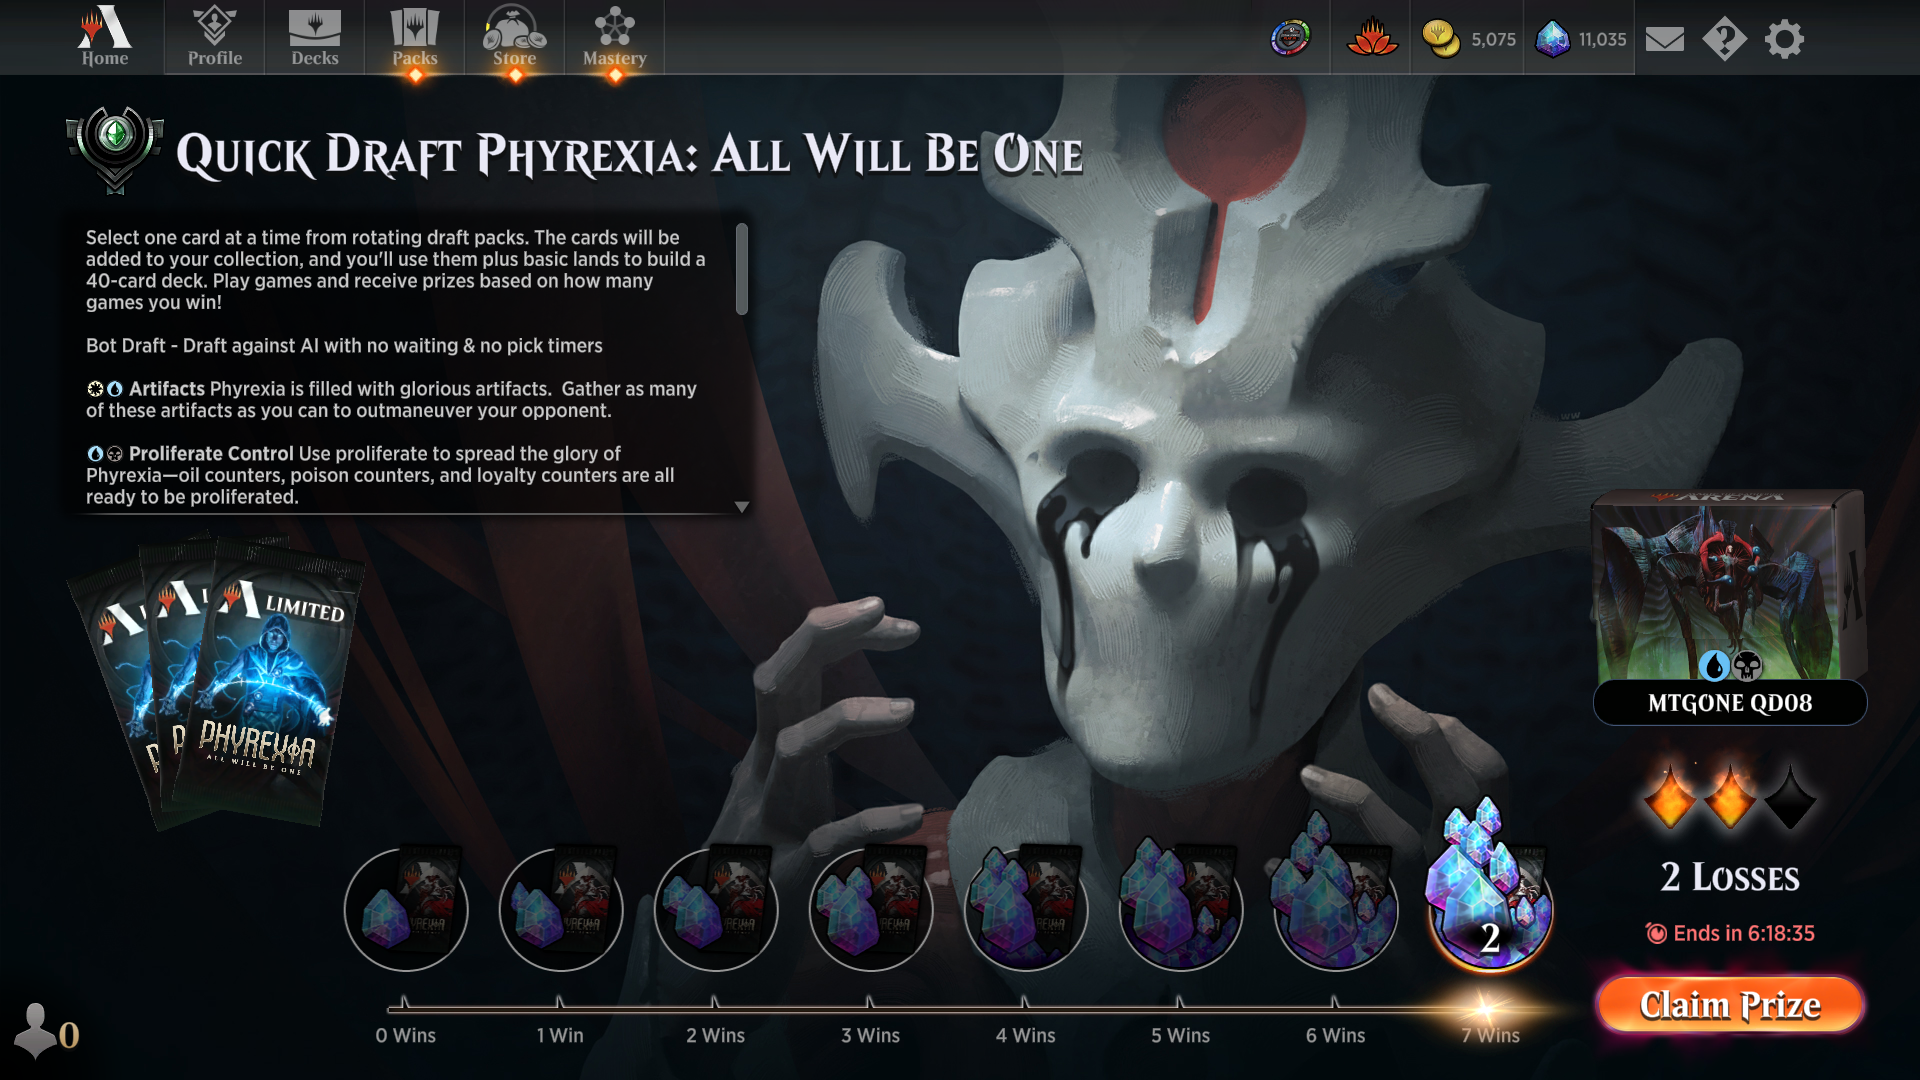 Home
Profile
Decks
Packs
Store
Mastery
5,075
11,035
Quick Draft Phyrexia: All Will Be One
Select one card at a time from rotating draft packs. The cards will be
added to your collection, and you'll use them plus basic lands to build a
40-card deck. Play games and receive prizes based on how many
games you win!
Bot Draft - Draft against AI with no waiting & no pick timers
Artifacts Phyrexia is filled with glorious artifacts.  Gather as many
of these artifacts as you can to outmaneuver your opponent.
Proliferate Control Use proliferate to spread the glory of
Phyrexia—oil counters, poison counters, and loyalty counters are all
ready to be proliferated.
LIMITED
PHYREXIA
ALL WILL BE ONE
ARENA
MTGONE QD08
2 Losses
Ends in 6:18:35
Claim Prize
2
0 Wins
1 Win
2 Wins
3 Wins
4 Wins
5 Wins
6 Wins
7 Wins
0